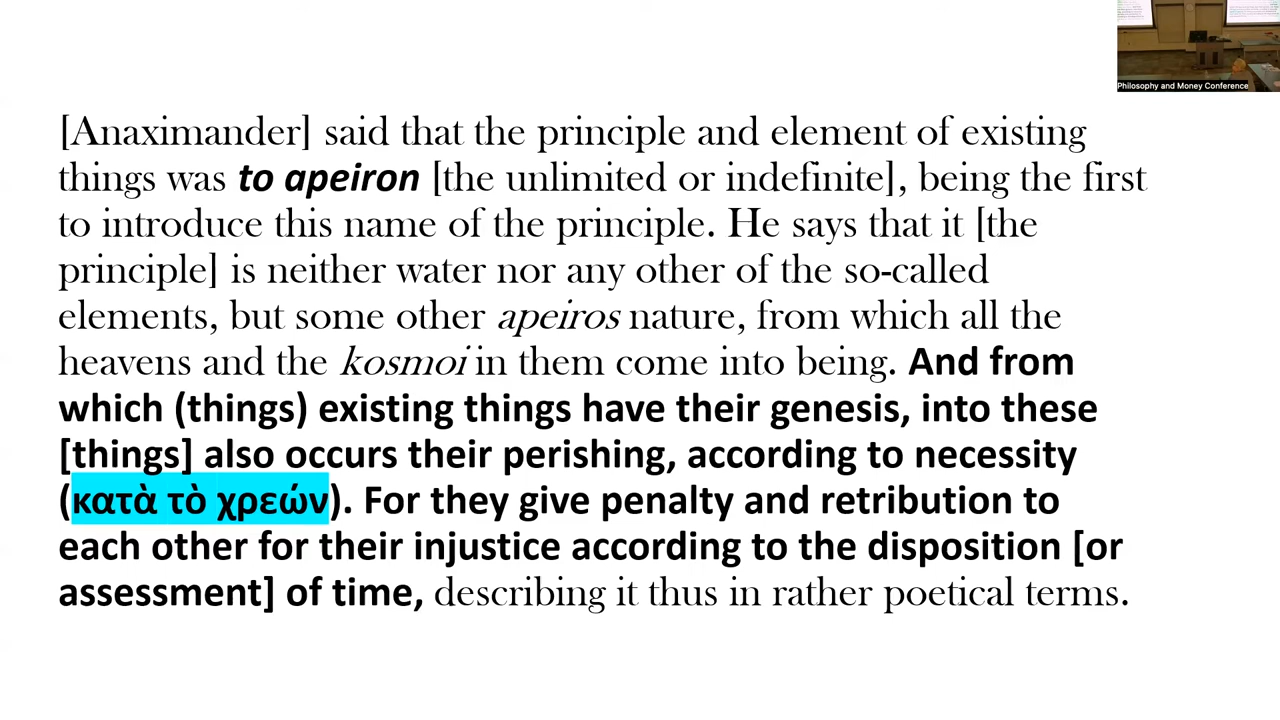 Philosophy and Money Conference
[Anaximander] said that the principle and element of existing
things was to apeiron [the unlimited or indefinite], being the first
to introduce this name of the principle. He says that it [the
principle] is neither water nor any other of the so-called
elements, but some other apeiros nature, from which all the
heavens and the kosmoi in them come into being. And from
which (things) existing things have their genesis, into these
[things] also occurs their perishing, according to necessity
(κατὰ τὸ χρεών). For they give penalty and retribution to
each other for their injustice according to the disposition [or
assessment] of time, describing it thus in rather poetical terms.